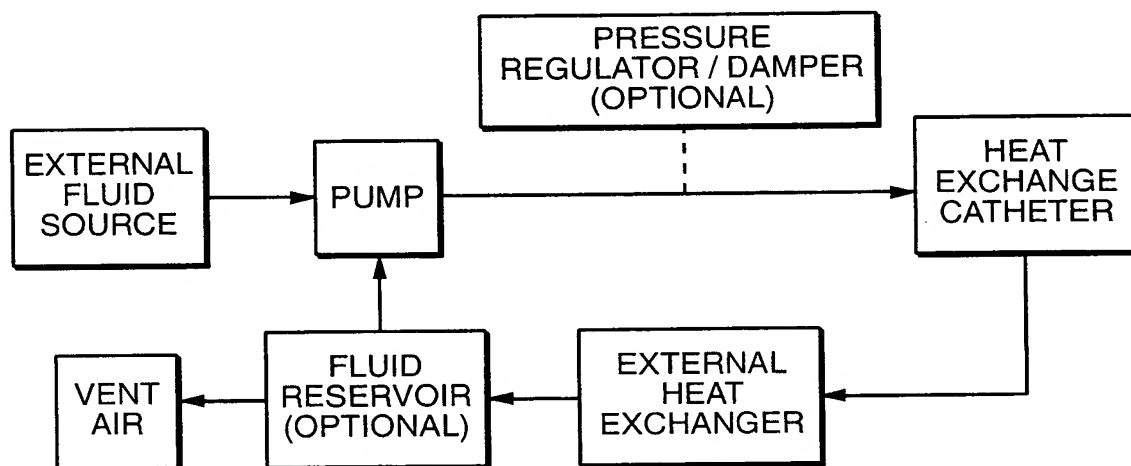 PRESSURE
REGULATOR / DAMPER
(OPTIONAL)
EXTERNAL
FLUID
SOURCE
PUMP
HEAT
EXCHANGE
CATHETER
VENT
AIR
FLUID
RESERVOIR
(OPTIONAL)
EXTERNAL
HEAT
EXCHANGER